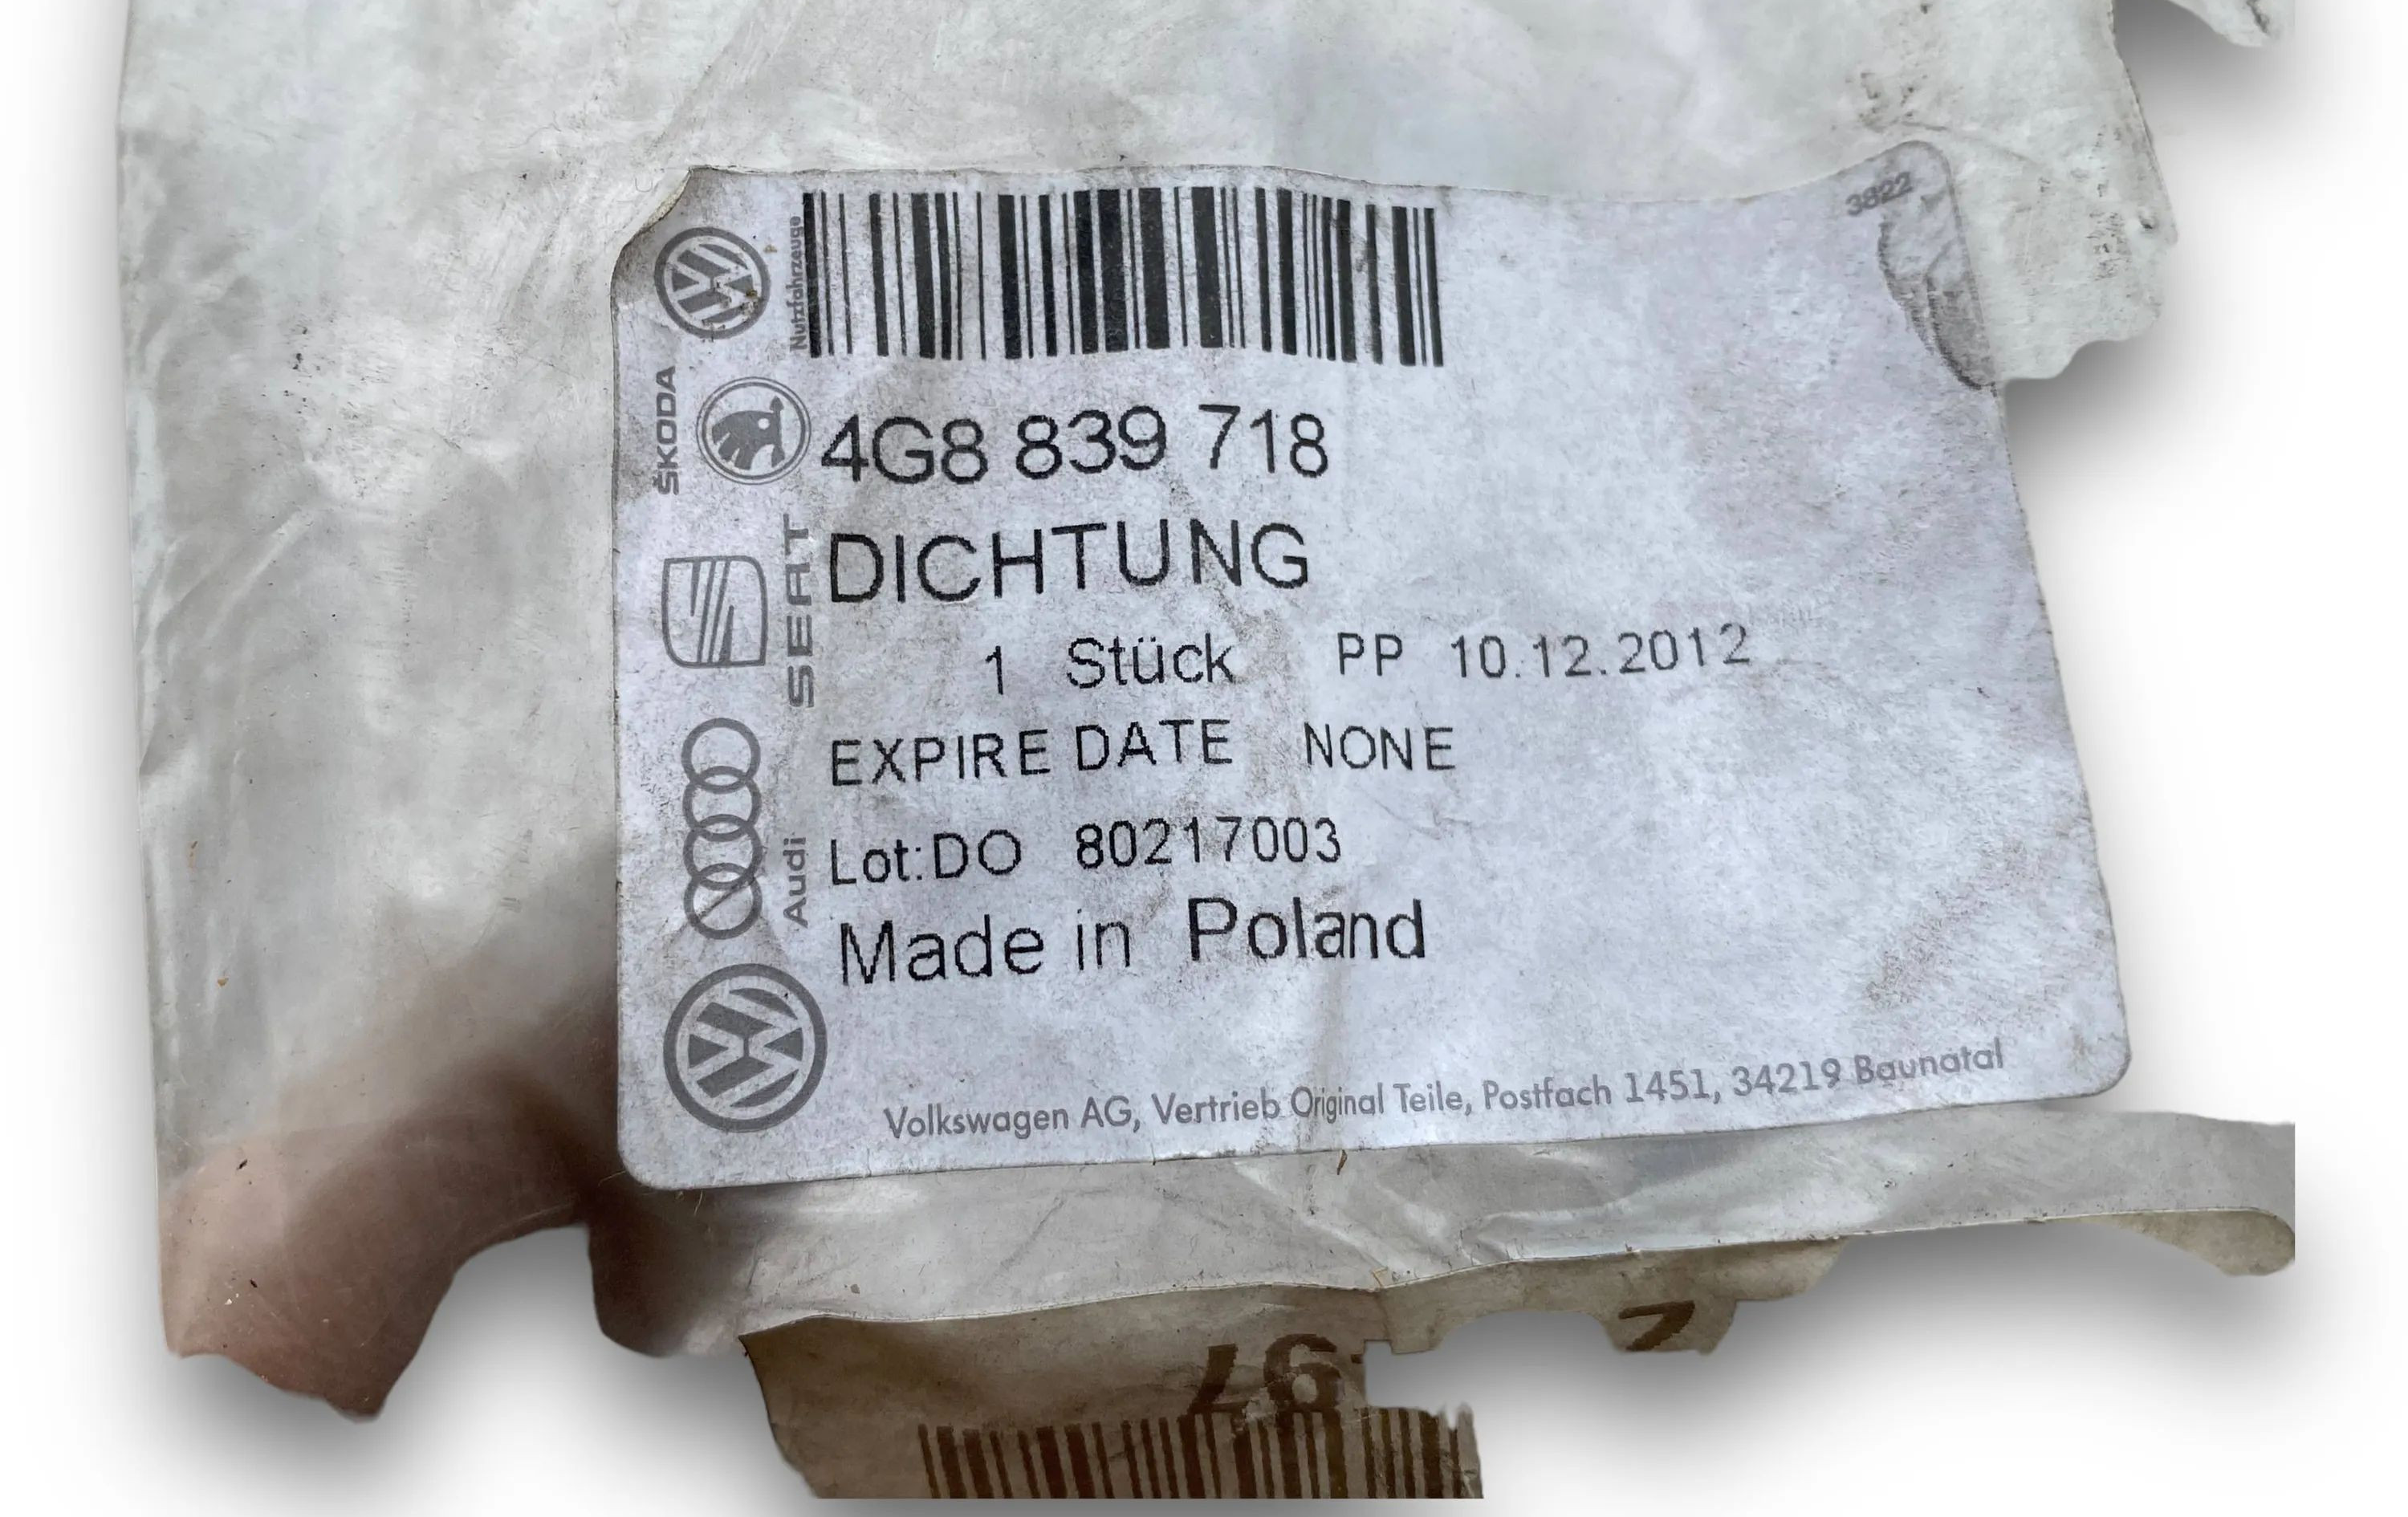 3822
Nutzfahrzeuge
ŠKODA
SEAT
Audi
4G8 839 718
DICHTUNG
1 Stück PP 10.12.2012
EXPIRE DATE NONE
Lot:DO 80217003
Made in Poland
Volkswagen AG, Vertrieb Original Teile, Postfach 1451, 34219 Baunatal